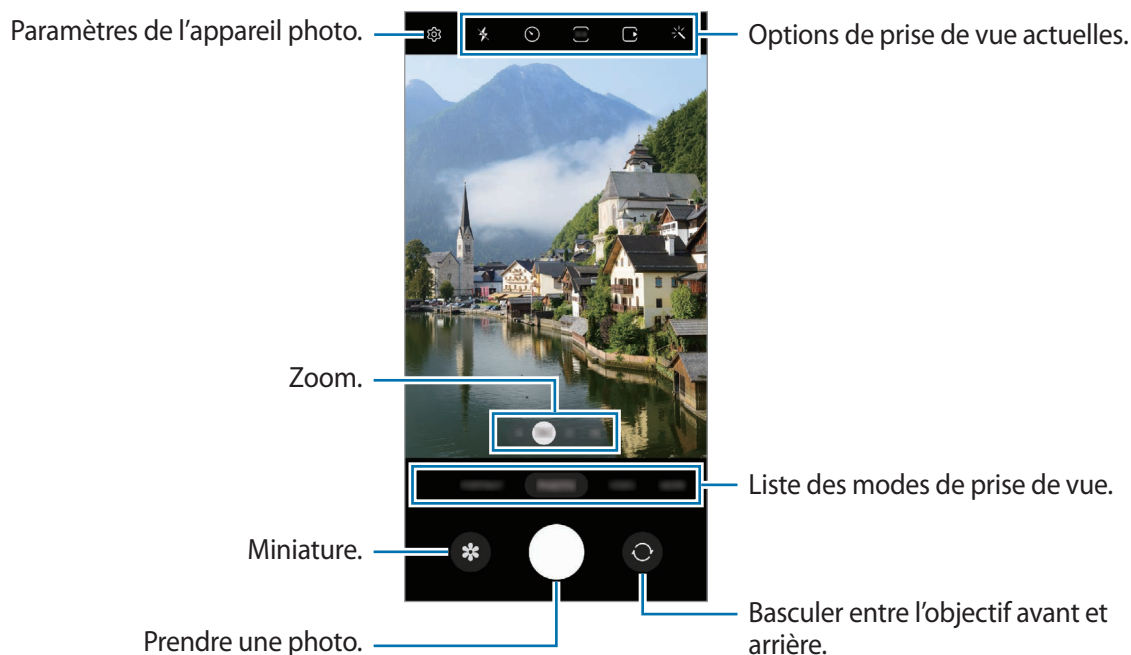 Paramètres de l'appareil photo.
Options de prise de vue actuelles.
Zoom.
Liste des modes de prise de vue.
Miniature.
Basculer entre l'objectif avant et
arrière.
Prendre une photo.